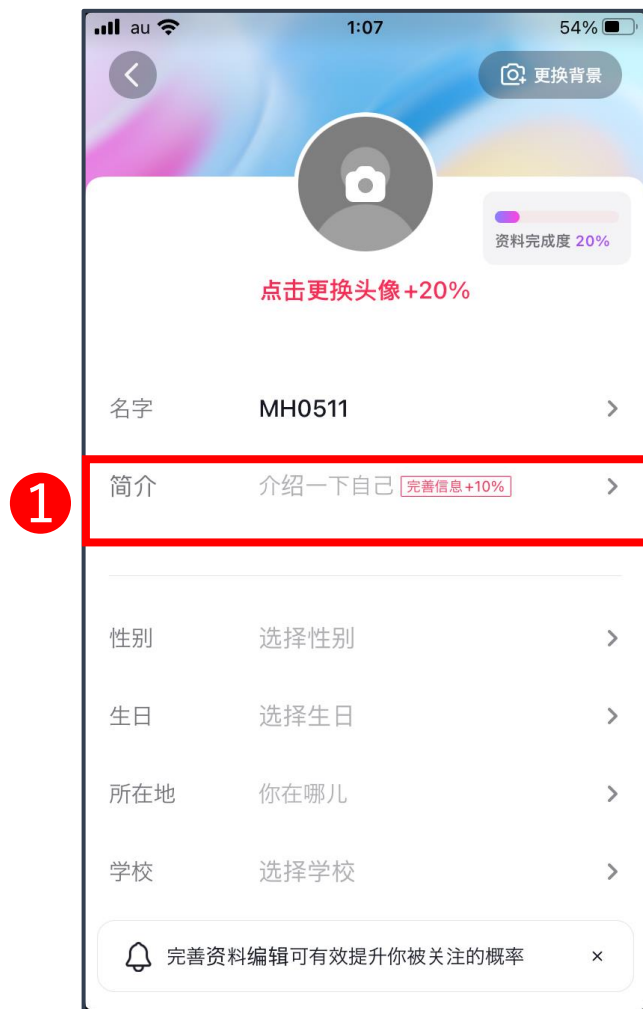 au 1:07 54%
更换背景
资料完成度 20%
点击更换头像+20%
名字 MH0511
1
简介 介绍一下自己 完善信息+10%
性别 选择性别
生日 选择生日
所在地 你在哪儿
学校 选择学校
完善资料编辑可有效提升你被关注的概率 ×